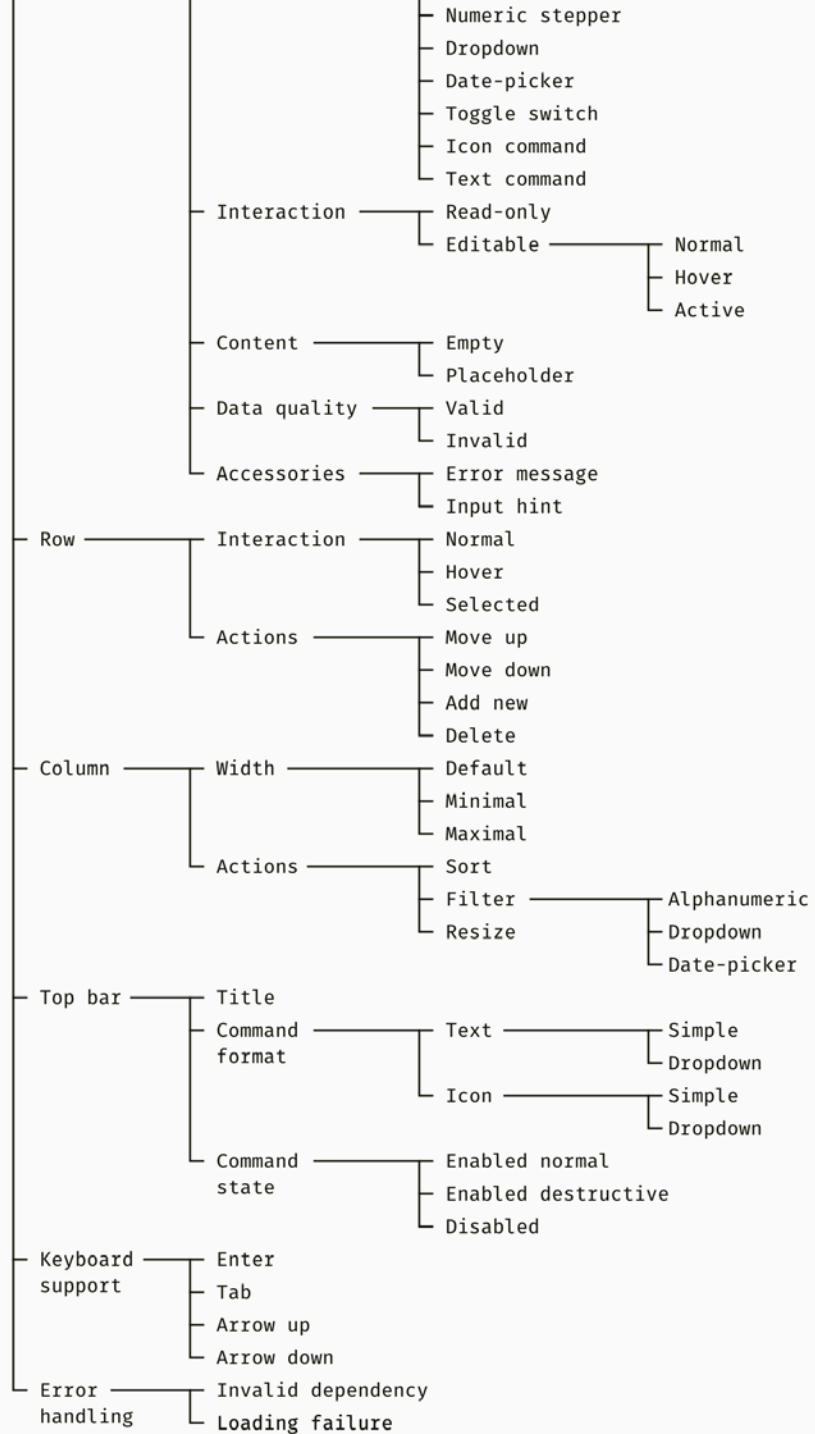 Numeric stepper
Dropdown
Date-picker
Toggle switch
Icon command
Text command
Interaction Read-only
Editable Normal
Hover
Active
Content Empty
Placeholder
Data quality Valid
Invalid
Accessories Error message
Input hint
Row Interaction Normal
Hover
Selected
Actions Move up
Move down
Add new
Delete
Column Width Default
Minimal
Maximal
Actions Sort
Filter Alphanumeric
Resize Dropdown
Date-picker
Top bar Title
Command Text Simple
format Dropdown
Icon Simple
Dropdown
Command Enabled normal
state Enabled destructive
Disabled
Keyboard Enter
support Tab
Arrow up
Arrow down
Error Invalid dependency
handling Loading failure